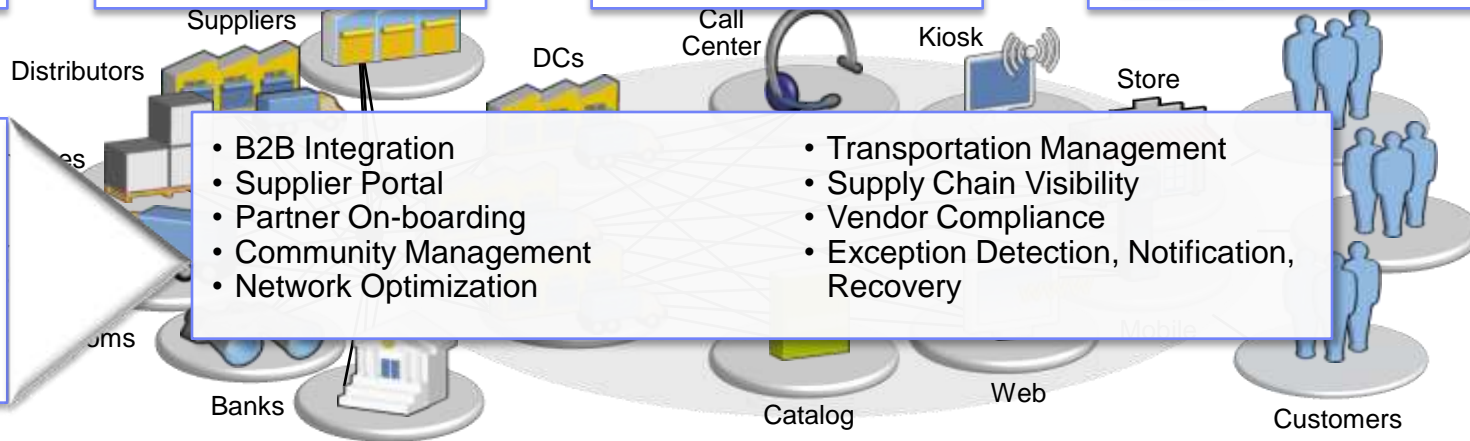 Suppliers
Call
Center
Kiosk
Distributors
DCs
Store
• B2B Integration
• Supplier Portal
• Partner On-boarding
• Community Management
• Network Optimization
• Transportation Management
• Supply Chain Visibility
• Vendor Compliance
• Exception Detection, Notification,
Recovery
Mobile
Banks
Catalog
Web
Customers